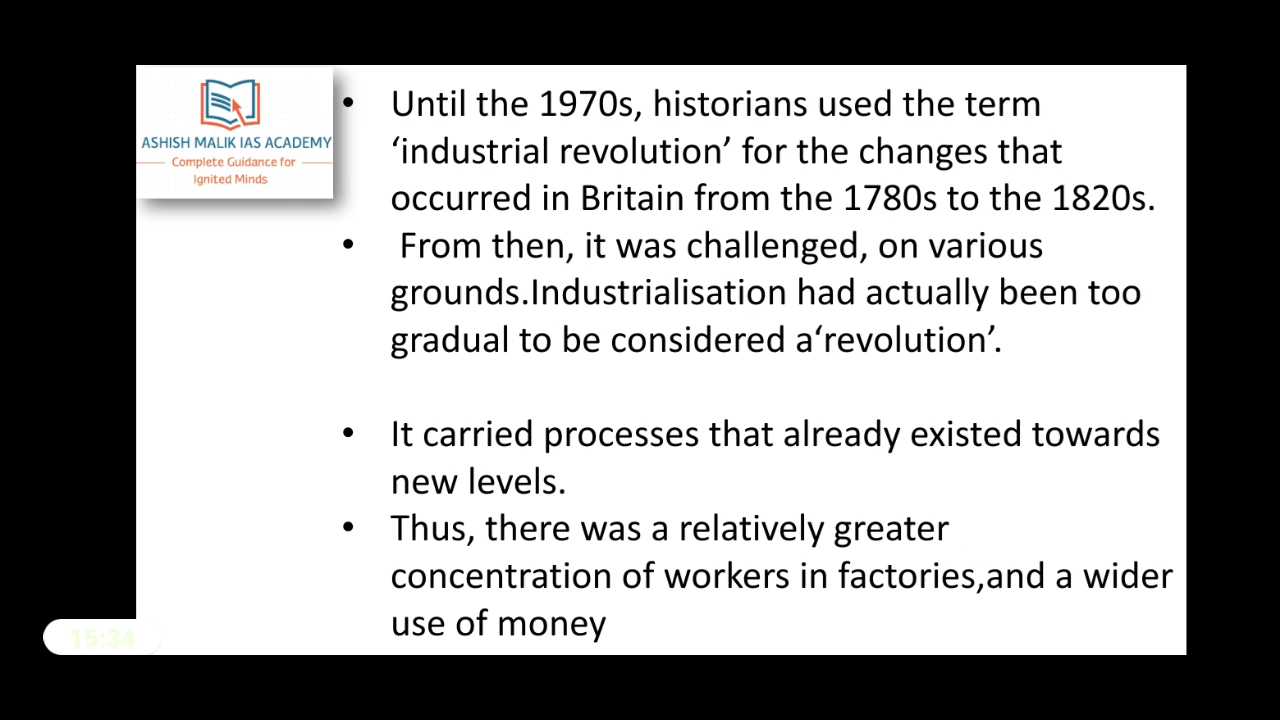 ASHISH MALIK IAS ACADEMY
Complete Guidance for
Ignited Minds
• Until the 1970s, historians used the term
‘industrial revolution’ for the changes that
occurred in Britain from the 1780s to the 1820s.
• From then, it was challenged, on various
grounds.Industrialisation had actually been too
gradual to be considered a‘revolution’.
• It carried processes that already existed towards
new levels.
• Thus, there was a relatively greater
concentration of workers in factories,and a wider
use of money
15:34